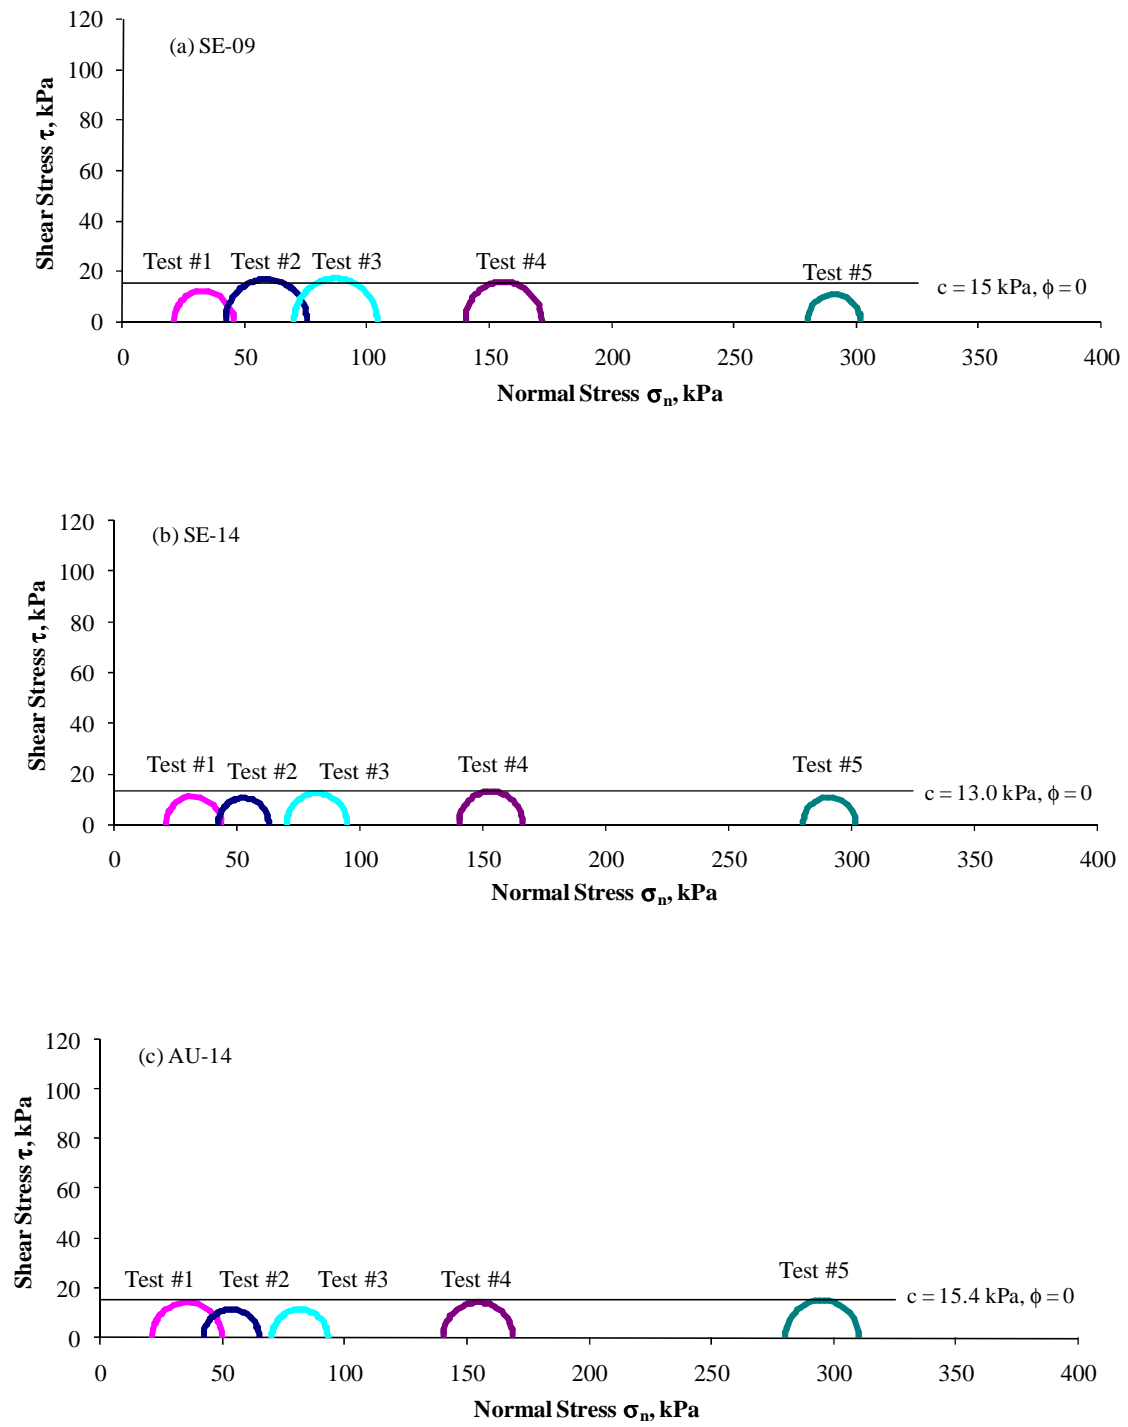 120
(a) SE-09
100
80
60
40
20
0
Shear Stress τ, kPa
Test #1 Test #2 Test #3 Test #4 Test #5
c = 15 kPa, ϕ = 0
0 50 100 150 200 250 300 350 400
Normal Stress σn, kPa
120
(b) SE-14
100
80
60
40
20
0
Shear Stress τ, kPa
Test #1 Test #2 Test #3 Test #4 Test #5
c = 13.0 kPa, ϕ = 0
0 50 100 150 200 250 300 350 400
Normal Stress σn, kPa
120
(c) AU-14
100
80
60
40
20
0
Shear Stress τ, kPa
Test #1 Test #2 Test #3 Test #4 Test #5
c = 15.4 kPa, ϕ = 0
0 50 100 150 200 250 300 350 400
Normal Stress σn, kPa